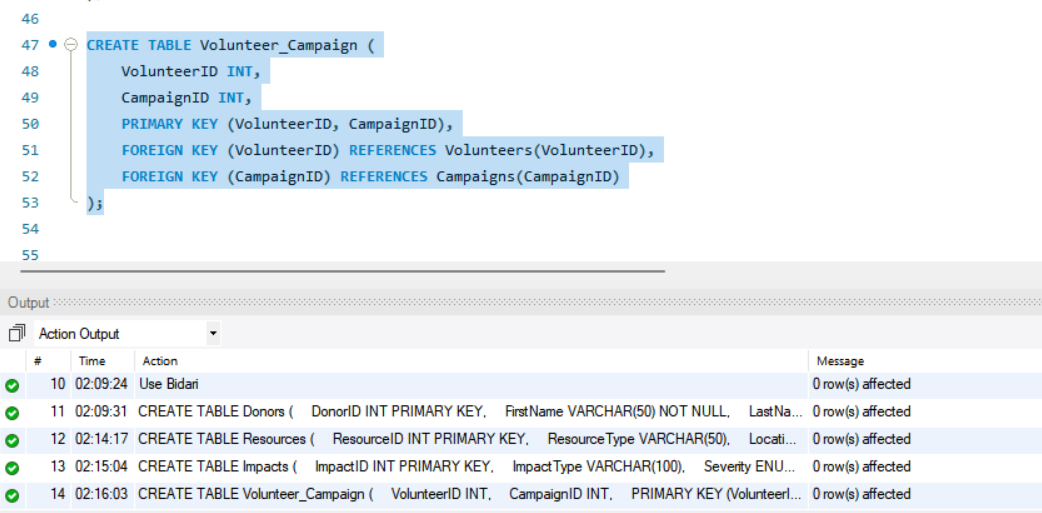 46
47 CREATE TABLE Volunteer_Campaign (
48 VolunteerID INT,
49 CampaignID INT,
50 PRIMARY KEY (VolunteerID, CampaignID),
51 FOREIGN KEY (VolunteerID) REFERENCES Volunteers(VolunteerID),
52 FOREIGN KEY (CampaignID) REFERENCES Campaigns(CampaignID)
53 );
54
55
Output
Action Output
# Time Action Message
10 02:09:24 Use Bidari 0 row(s) affected
11 02:09:31 CREATE TABLE Donors ( DonorID INT PRIMARY KEY, FirstName VARCHAR(50) NOT NULL, LastNa... 0 row(s) affected
12 02:14:17 CREATE TABLE Resources ( ResourceID INT PRIMARY KEY, ResourceType VARCHAR(50), Locati... 0 row(s) affected
13 02:15:04 CREATE TABLE Impacts ( ImpactID INT PRIMARY KEY, ImpactType VARCHAR(100), Severity ENU... 0 row(s) affected
14 02:16:03 CREATE TABLE Volunteer_Campaign ( VolunteerID INT, CampaignID INT, PRIMARY KEY (VolunteerI... 0 row(s) affected